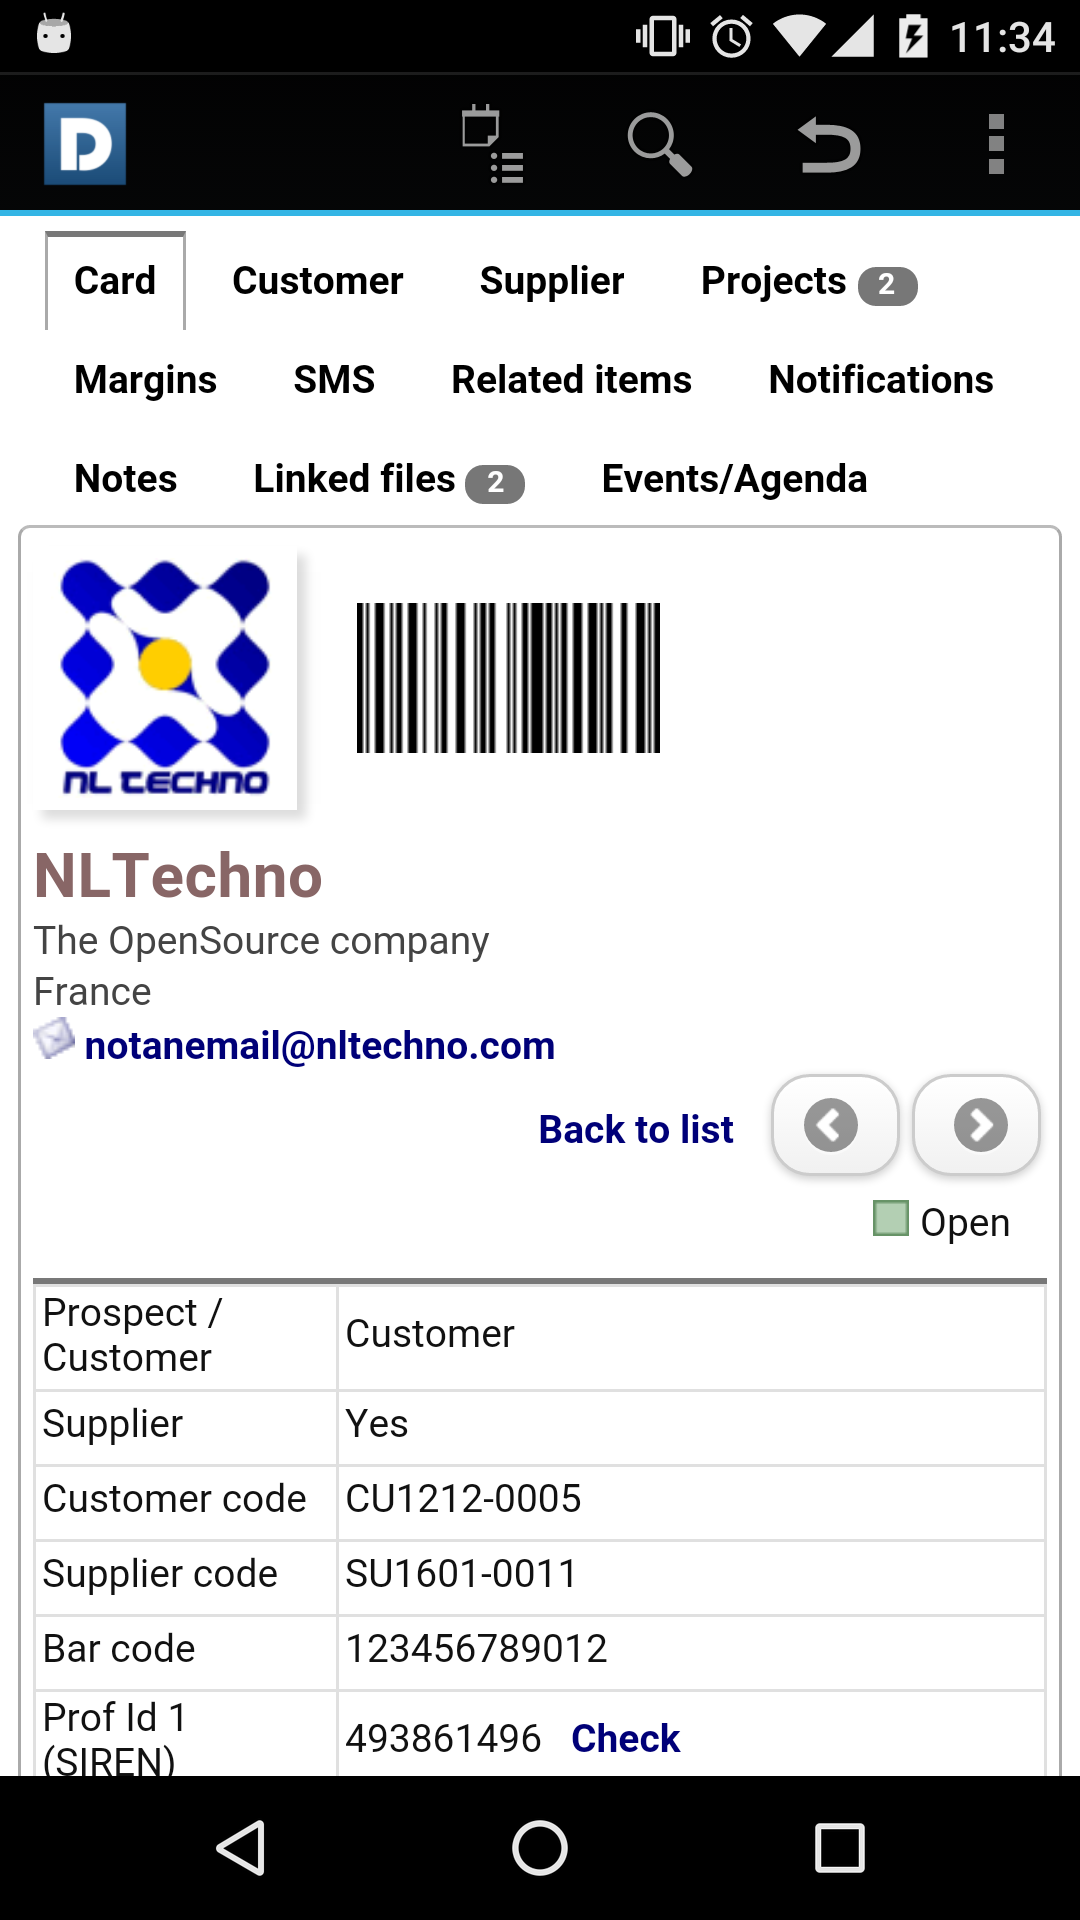 11:34
D
Card Customer Supplier Projects 2
Margins SMS Related items Notifications
Notes Linked files 2 Events/Agenda
NL TECHNO
NLTechno
The OpenSource company
France
notanemail@nltechno.com
Back to list
Open
Prospect / Customer
Customer
Supplier Yes
Customer code CU1212-0005
Supplier code SU1601-0011
Bar code 123456789012
Prof Id 1 (SIREN)
493861496 Check